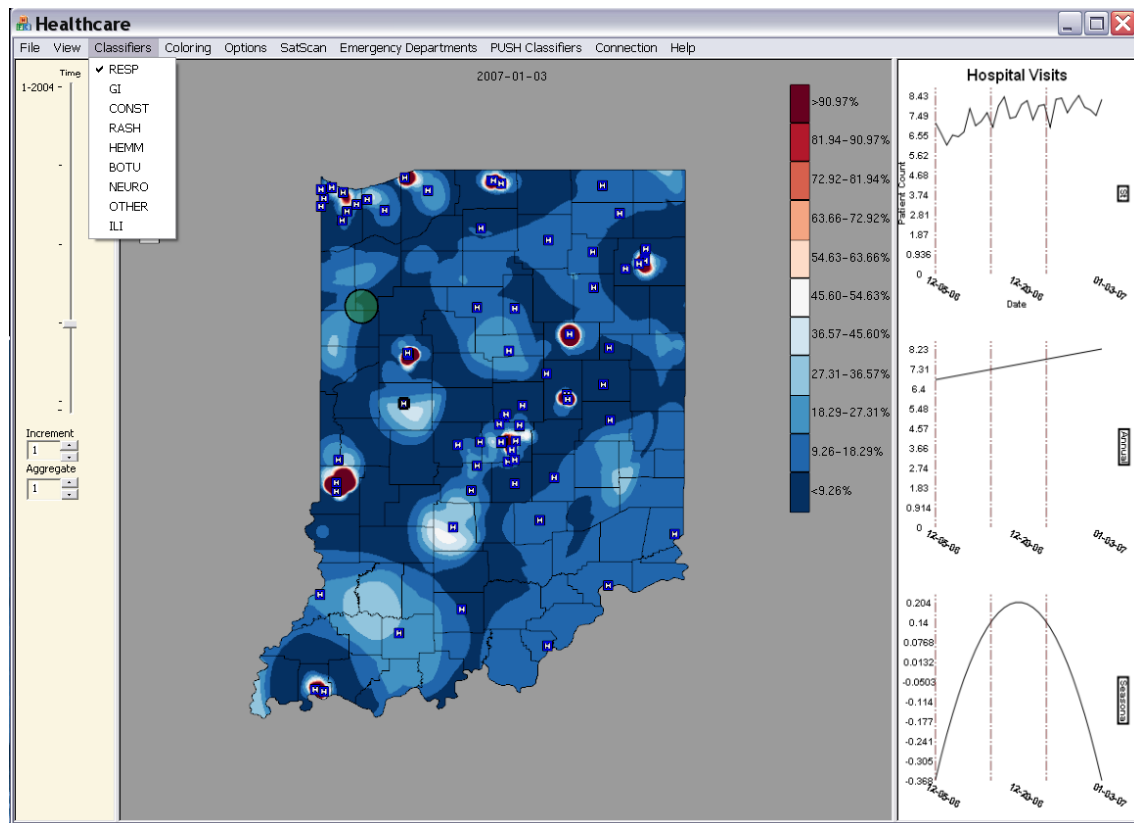 Healthcare
File View Classifiers Coloring Options SatScan Emergency Departments PUSH Classifiers Connection Help
RESP
GI
CONST
RASH
HEMM
BOTU
NEURO
OTHER
ILI
Time
1-2004
Increment
1
Aggregate
1
2007-01-03
>90.97%
81.94-90.97%
72.92-81.94%
63.66-72.92%
54.63-63.66%
45.60-54.63%
36.57-45.60%
27.31-36.57%
18.29-27.31%
9.26-18.29%
<9.26%
Hospital Visits
8.43
7.49
6.55
5.62
4.68
3.74
2.81
1.87
0.936
0
Patient Count
12-05-06 12-20-06 01-03-07
Date
8.23
7.31
6.4
5.48
4.57
3.66
2.74
1.83
0.914
0
Annual
12-05-06 12-20-06 01-03-07
0.204
0.14
0.0768
0.0132
-0.0503
-0.114
-0.177
-0.241
-0.305
-0.368
Seasona
12-05-06 12-20-06 01-03-07